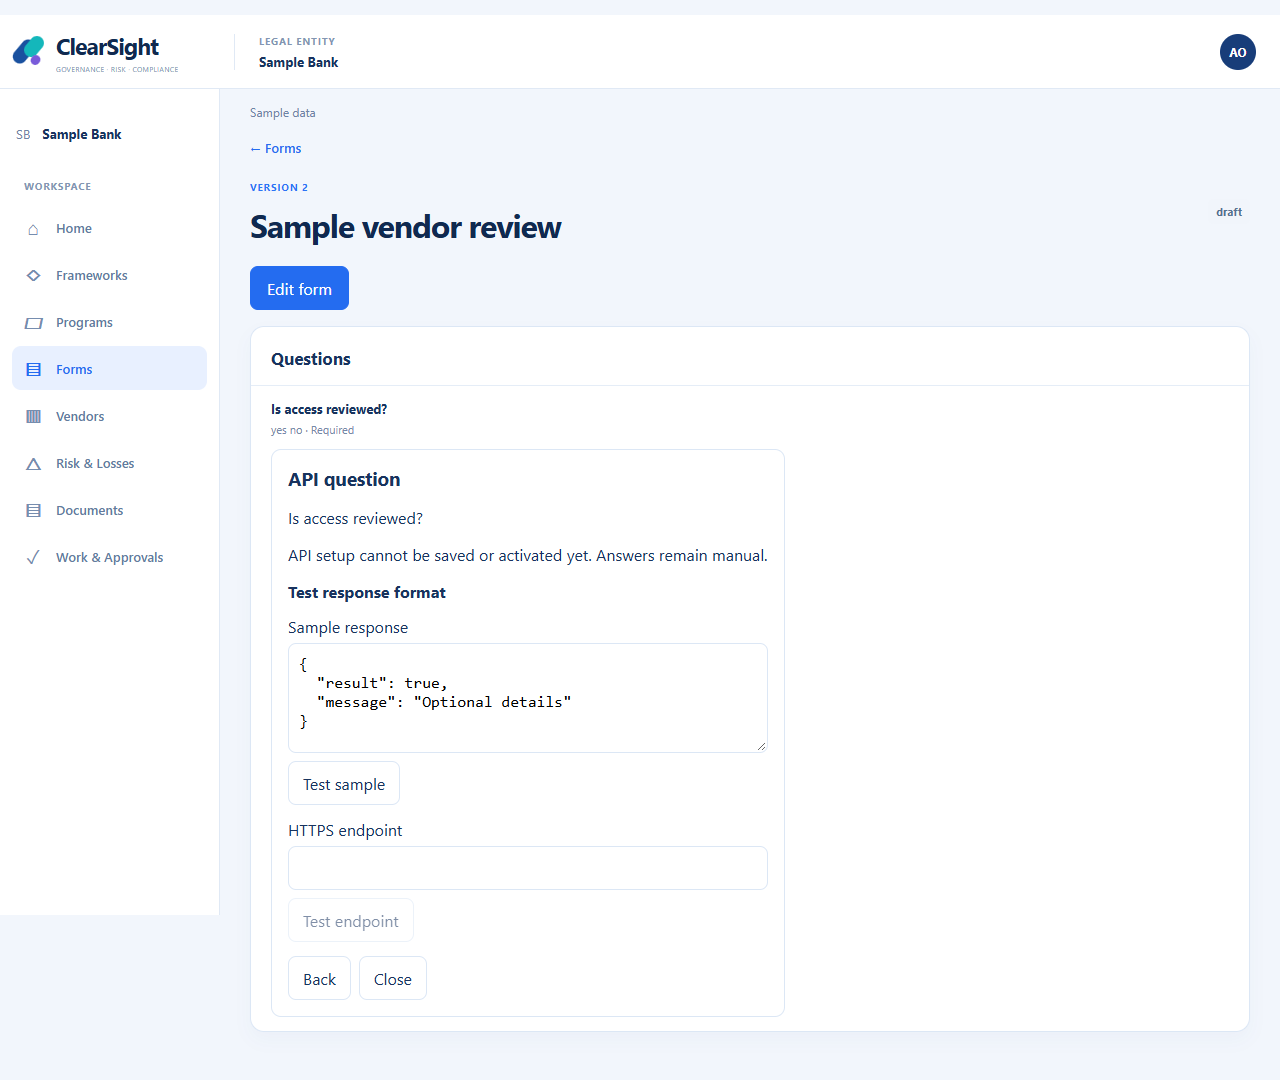 ClearSight
GOVERNANCE · RISK · COMPLIANCE
LEGAL ENTITY
Sample Bank
AO
SB Sample Bank
WORKSPACE
Home
Frameworks
Programs
Forms
Vendors
Risk & Losses
Documents
Work & Approvals
Sample data
← Forms
VERSION 2
Sample vendor review
draft
Edit form
Questions
Is access reviewed?
yes no · Required
API question
Is access reviewed?
API setup cannot be saved or activated yet. Answers remain manual.
Test response format
Sample response
{
  "result": true,
  "message": "Optional details"
}
Test sample
HTTPS endpoint
Test endpoint
Back Close